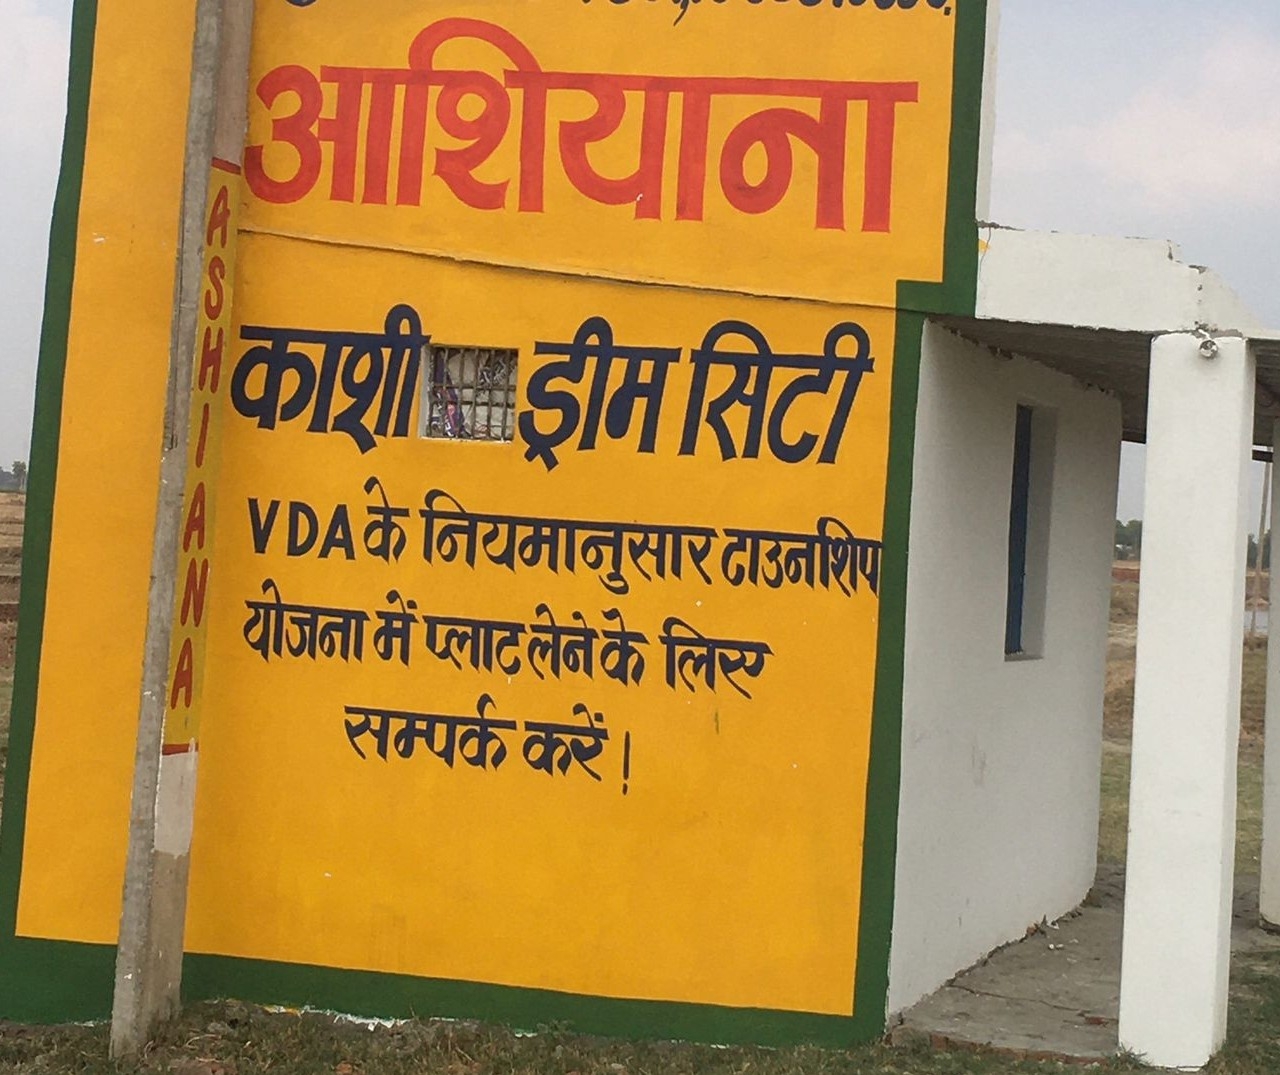 आशियाना
ASHIANA
काशी ड्रीम सिटी
VDA के नियमानुसार टाउनशिप
योजना में प्लाट लेने के लिए
सम्पर्क करें।